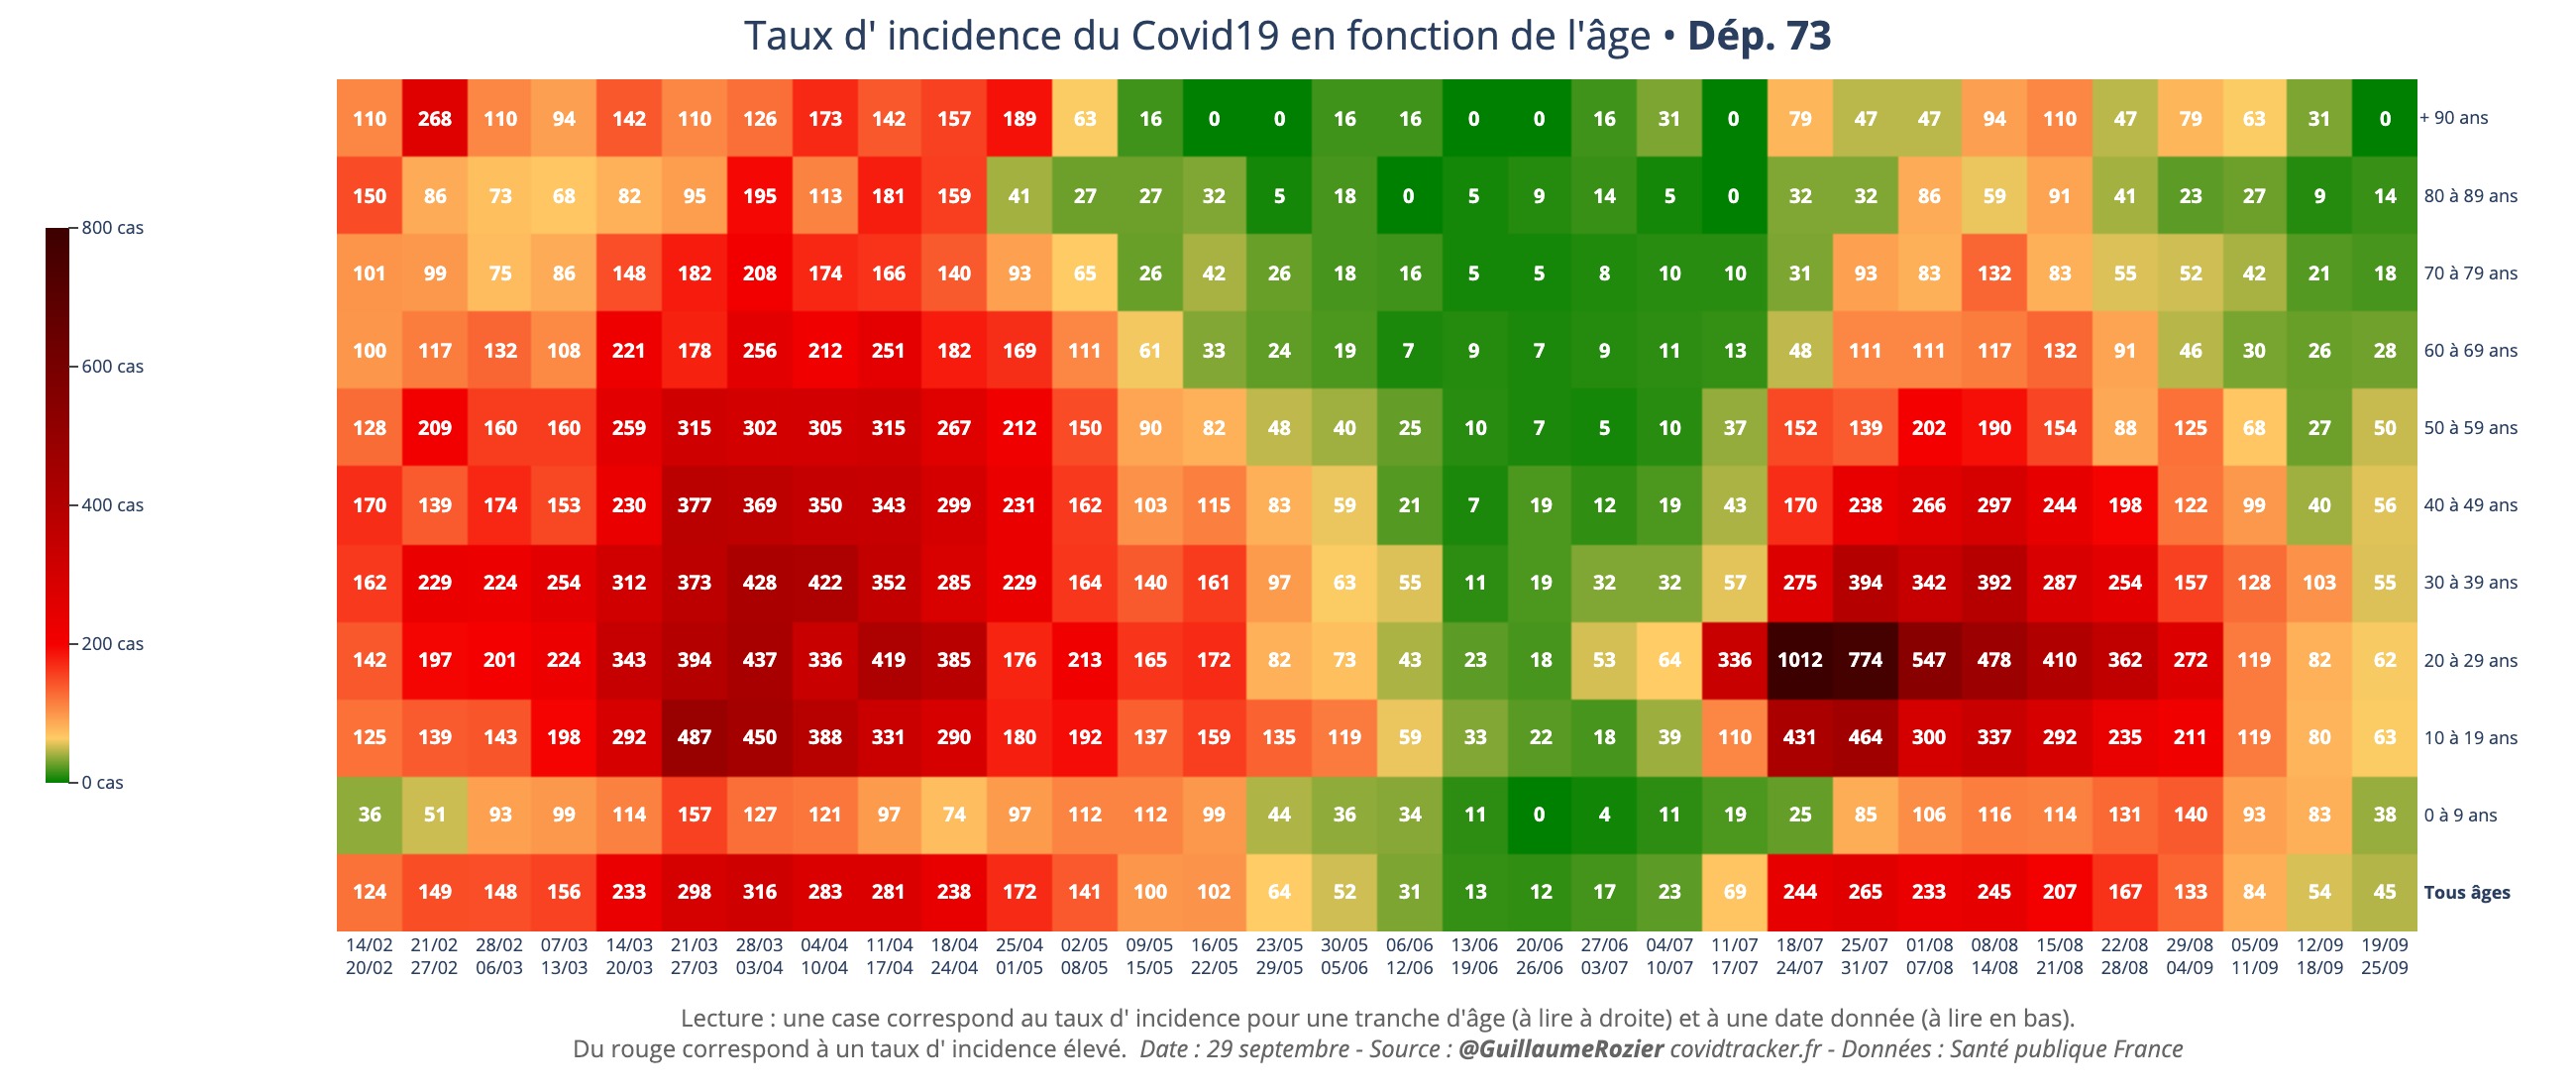 Taux d' incidence du Covid19 en fonction de l'âge • Dép. 73
800 cas
600 cas
400 cas
200 cas
0 cas
110 268 110 94 142 110 126 173 142 157 189 63 16 0 0 16 16 0 0 16 31 0 79 47 47 94 110 47 79 63 31 0 + 90 ans
150 86 73 68 82 95 195 113 181 159 41 27 27 32 5 18 0 5 9 14 5 0 32 32 86 59 91 41 23 27 9 14 80 à 89 ans
101 99 75 86 148 182 208 174 166 140 93 65 26 42 26 18 16 5 5 8 10 10 31 93 83 132 83 55 52 42 21 18 70 à 79 ans
100 117 132 108 221 178 256 212 251 182 169 111 61 33 24 19 7 9 7 9 11 13 48 111 111 117 132 91 46 30 26 28 60 à 69 ans
128 209 160 160 259 315 302 305 315 267 212 150 90 82 48 40 25 10 7 5 10 37 152 139 202 190 154 88 125 68 27 50 50 à 59 ans
170 139 174 153 230 377 369 350 343 299 231 162 103 115 83 59 21 7 19 12 19 43 170 238 266 297 244 198 122 99 40 56 40 à 49 ans
162 229 224 254 312 373 428 422 352 285 229 164 140 161 97 63 55 11 19 32 32 57 275 394 342 392 287 254 157 128 103 55 30 à 39 ans
142 197 201 224 343 394 437 336 419 385 176 213 165 172 82 73 43 23 18 53 64 336 1012 774 547 478 410 362 272 119 82 62 20 à 29 ans
125 139 143 198 292 487 450 388 331 290 180 192 137 159 135 119 59 33 22 18 39 110 431 464 300 337 292 235 211 119 80 63 10 à 19 ans
36 51 93 99 114 157 127 121 97 74 97 112 112 99 44 36 34 11 0 4 11 19 25 85 106 116 114 131 140 93 83 38 0 à 9 ans
124 149 148 156 233 298 316 283 281 238 172 141 100 102 64 52 31 13 12 17 23 69 244 265 233 245 207 167 133 84 54 45 Tous âges
14/02 21/02 28/02 07/03 14/03 21/03 28/03 04/04 11/04 18/04 25/04 02/05 09/05 16/05 23/05 30/05 06/06 13/06 20/06 27/06 04/07 11/07 18/07 25/07 01/08 08/08 15/08 22/08 29/08 05/09 12/09 19/09
20/02 27/02 06/03 13/03 20/03 27/03 03/04 10/04 17/04 24/04 01/05 08/05 15/05 22/05 29/05 05/06 12/06 19/06 26/06 03/07 10/07 17/07 24/07 31/07 07/08 14/08 21/08 28/08 04/09 11/09 18/09 25/09
Lecture : une case correspond au taux d' incidence pour une tranche d'âge (à lire à droite) et à une date donnée (à lire en bas).
Du rouge correspond à un taux d' incidence élevé. Date : 29 septembre - Source : @GuillaumeRozier covidtracker.fr - Données : Santé publique France